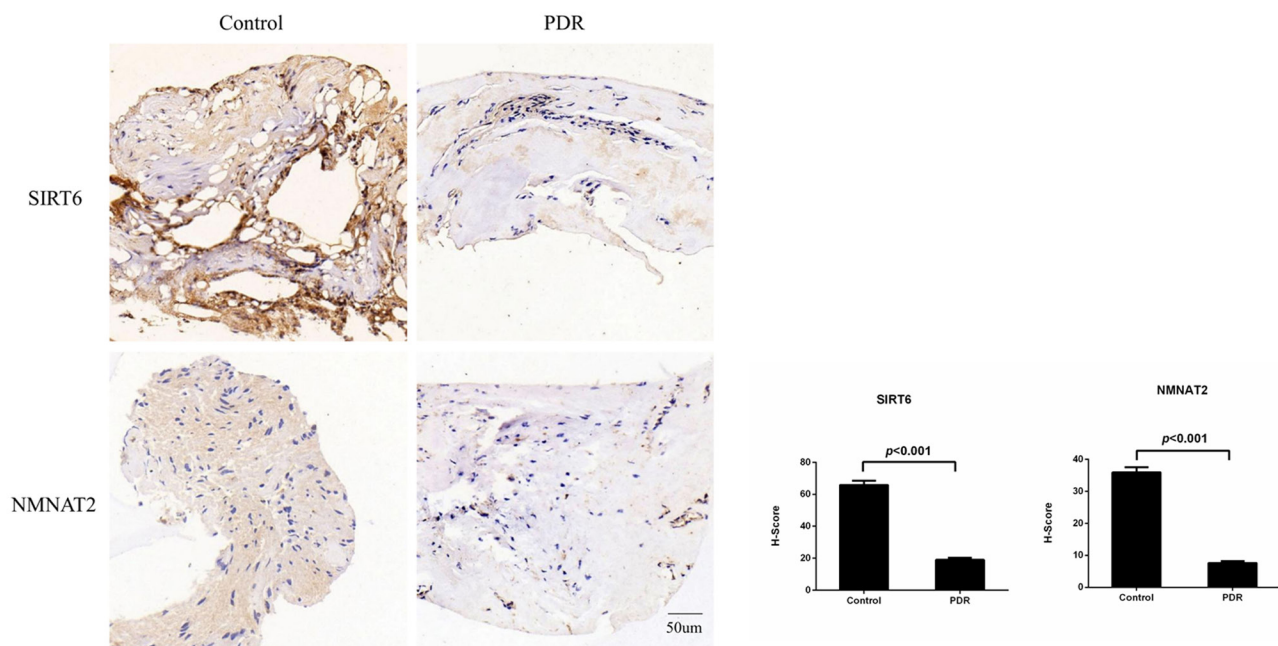 Control
PDR
SIRT6
NMNAT2
50um
SIRT6
p<0.001
H-Score
80
60
40
20
0
Control
PDR
NMNAT2
p<0.001
H-Score
40
30
20
10
0
Control
PDR